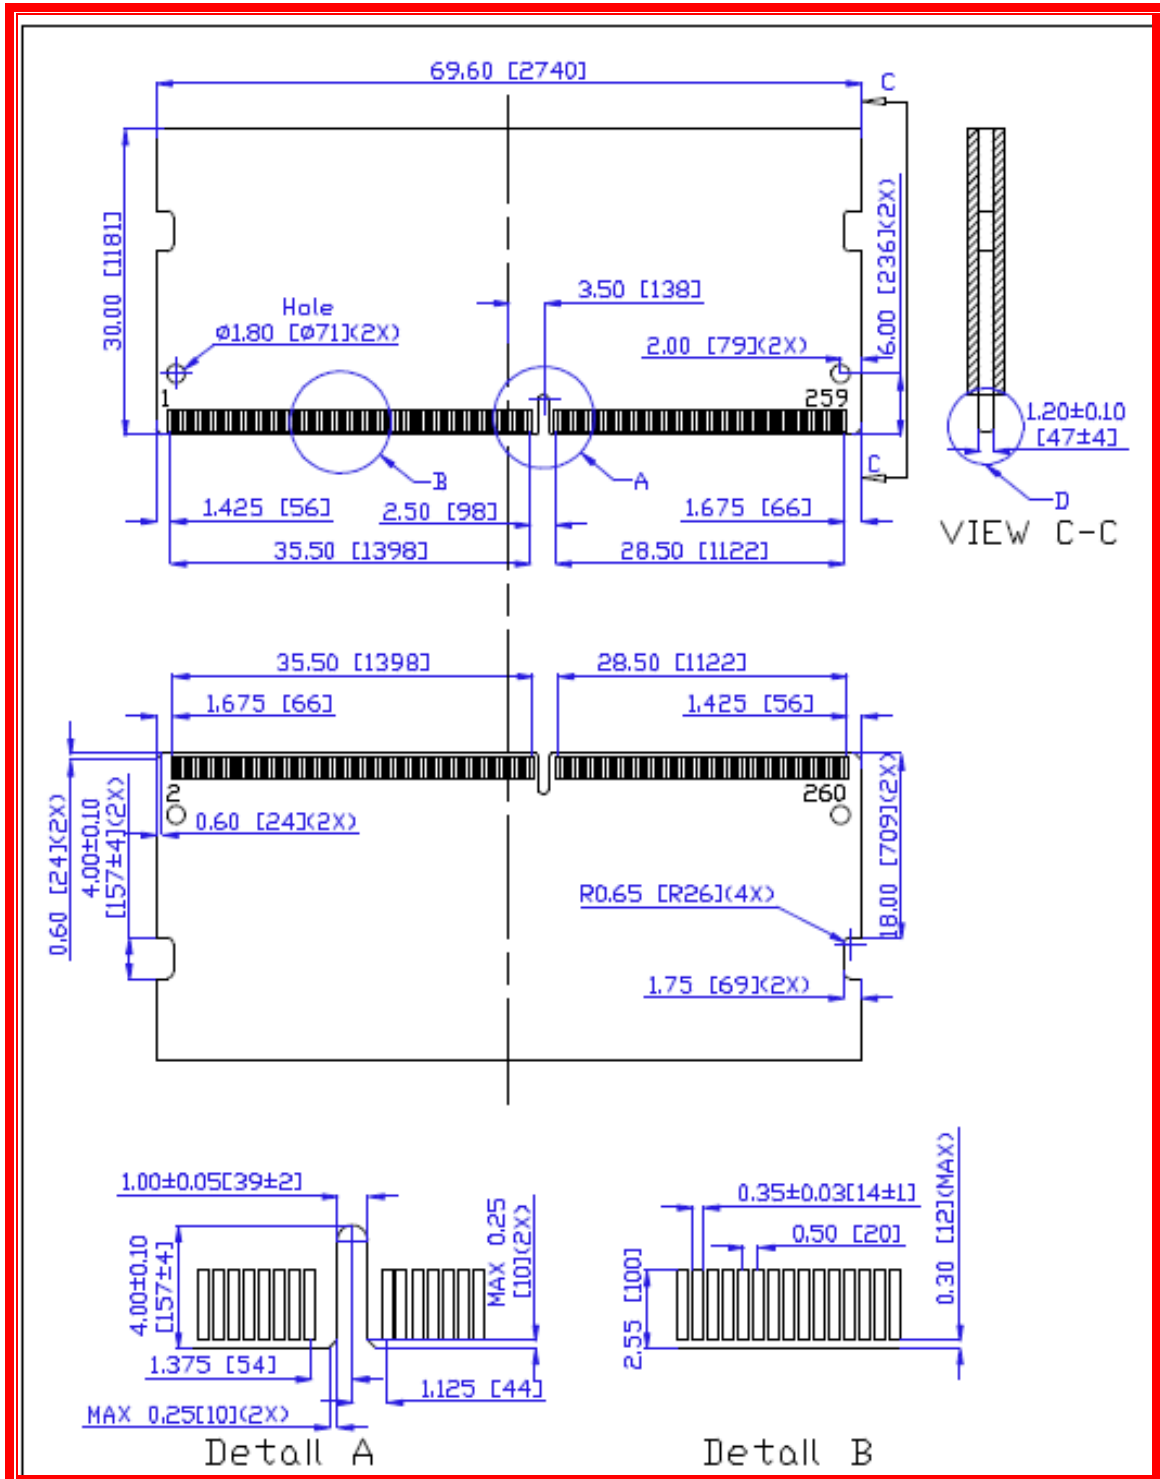 69.60 [2740]
C
30.00 [1181]
6.00 [236](2X)
3.50 [138]
Hole
Ø1.80 [Ø71](2X)
2.00 [79](2X)
1
259
1.20±0.10
[47±4]
B
A
C
D
1.425 [56]
2.50 [98]
1.675 [66]
VIEW C-C
35.50 [1398]
28.50 [1122]
35.50 [1398]
28.50 [1122]
1.675 [66]
1.425 [56]
2
260
0.60 [24](2X)
4.00±0.10
[157±4](2X)
0.60 [24](2X)
18.00 [709](2X)
R0.65 [R26](4X)
1.75 [69](2X)
1.00±0.05[39±2]
4.00±0.10
[157±4]
MAX 0.25
[10](2X)
1.375 [54]
1.125 [44]
MAX 0.25[10](2X)
Detail A
0.35±0.03[14±1]
0.50 [20]
2.55 [100]
0.30 [12](MAX)
Detail B